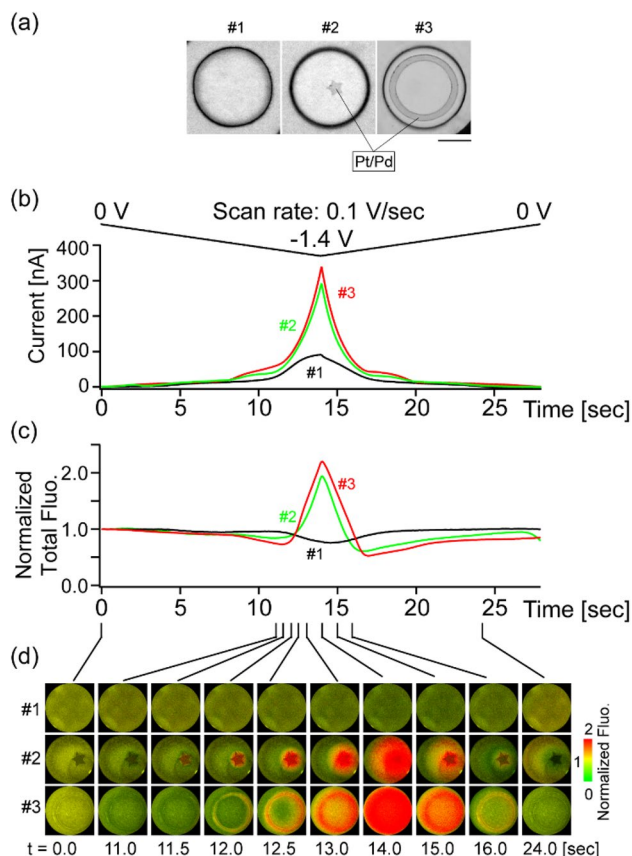 (a)
#1 #2 #3
Pt/Pd
(b)
0 V Scan rate: 0.1 V/sec 0 V
-1.4 V
Current [nA]
400
300
200
100
0
#3
#2
#1
0 5 10 15 20 25 Time [sec]
(c)
Normalized
Total Fluo.
2.0
1.0
0.0
#3
#2
#1
0 5 10 15 20 25 Time [sec]
(d)
#1
#2
#3
2
1
0
Normalized Fluo.
t = 0.0 11.0 11.5 12.0 12.5 13.0 14.0 15.0 16.0 24.0 [sec]